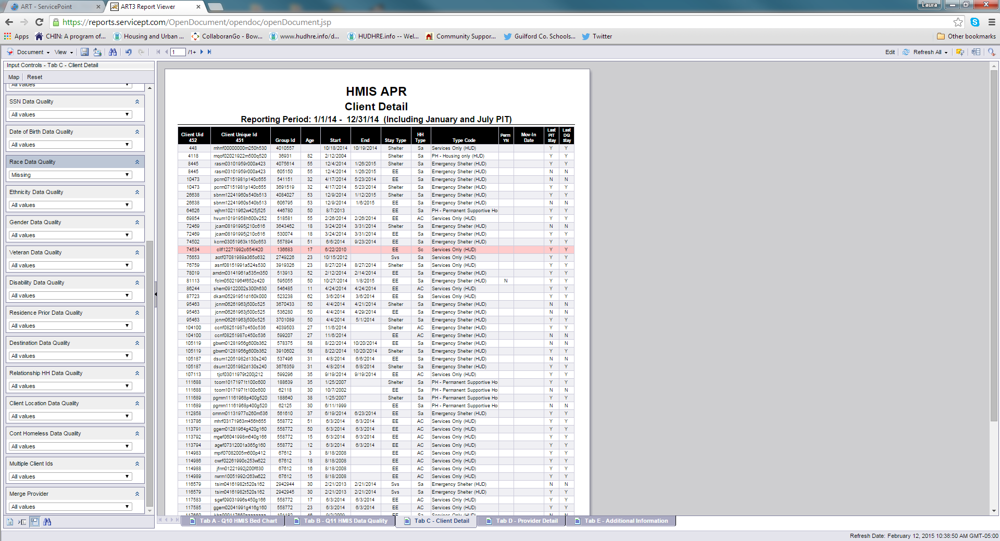 ART - ServicePoint
ART3 Report Viewer
Laura
https://reports.servicept.com/OpenDocument/opendoc/openDocument.jsp
Apps CHIN: A program of... Housing and Urban ... CollaboranGo - Bow... www.hudhre.info/d... HUDHRE.info -- Wel... Community Suppor... Guilford Co. Schools... Twitter Other bookmarks
Document View 1 /1+ Edit Refresh All
Input Controls - Tab C - Client Detail
Map Reset
All values
SSN Data Quality
All values
Date of Birth Data Quality
All values
Race Data Quality
Missing
Ethnicity Data Quality
All values
Gender Data Quality
All values
Veteran Data Quality
All values
Disability Data Quality
All values
Residence Prior Data Quality
All values
Destination Data Quality
All values
Relationship HH Data Quailty
All values
Client Location Data Quality
All values
Cont Homeless Data Quality
All values
Multiple Client Ids
All values
Merge Provider
All values
HMIS APR
Client Detail
Reporting Period: 1/1/14 - 12/31/14 (Including January and July PIT)
Client Uid 452 Client Unique Id 451 Group Id Age Start End Stay Type HH Type Type Code Perm YN Mov-In Date Last PIT Stay Last DQ Stay
448 mhnf00000000m250h530 4010557 10/18/2014 10/19/2014 Shelter Sa Services Only (HUD) Y Y
4118 mqof02021922m500q520 36931 82 2/12/2004 Shelter Sa PH - Housing only (HUD) Y Y
8445 rasm03101959r000a423 4075614 55 12/4/2014 1/26/2015 Shelter Sa Emergency Shelter (HUD) Y Y
8445 rasm03101959r000a423 605150 55 12/4/2014 1/26/2015 EE Sa Emergency Shelter (HUD) N N
10473 pcrm07151981p140c655 541151 32 4/17/2014 5/23/2014 EE Sa Emergency Shelter (HUD) N N
10473 pcrm07151981p140c655 3691519 32 4/17/2014 5/23/2014 Shelter Sa Emergency Shelter (HUD) Y Y
26638 sbnm12241960s540b513 4084027 53 12/9/2014 1/12/2015 Shelter Sa Emergency Shelter (HUD) Y Y
26638 sbnm12241960s540b513 606795 53 12/9/2014 1/6/2015 EE Sa Emergency Shelter (HUD) N N
64626 wjhm10211962w425j525 446780 50 8/7/2013 EE Sa PH - Permanent Supportive Ho Y Y
69854 hvum10191958h600v252 518581 55 2/26/2014 2/26/2014 EE AC Services Only (HUD) Y Y
72469 jcam08191995j210c616 3643462 18 3/24/2014 3/31/2014 Shelter Sa Emergency Shelter (HUD) N N
72469 jcam08191995j210c616 530074 18 3/24/2014 3/31/2014 EE Sa Emergency Shelter (HUD) Y Y
74502 kcrm03051963k150c653 557894 51 6/6/2014 9/23/2014 EE Sa Emergency Shelter (HUD) Y Y
74534 cllf12271992c654l420 136683 17 6/22/2010 EE Sc Services Only (HUD) Y Y
75653 aotf07081989a365o632 2749226 23 10/15/2012 Svs Sa Services Only (HUD) Y Y
76759 asnf08151991a524s530 3919326 23 8/27/2014 8/27/2014 Shelter Sa Services Only (HUD) Y Y
78019 amdm03141961a535m350 513913 52 2/12/2014 2/14/2014 EE Sa Emergency Shelter (HUD) Y Y
81113 fclm05021964f652c420 595055 50 10/27/2014 1/8/2015 EE Sa Emergency Shelter (HUD) N Y Y
86244 shem09122002s300h630 546485 11 4/24/2014 4/24/2014 EE AC Services Only (HUD) Y Y
87723 dkam05291951d160k000 523238 62 3/6/2014 3/6/2014 EE Sa Services Only (HUD) Y Y
95463 jcnm06261963j500c525 3670433 50 4/4/2014 4/21/2014 Shelter Sa Emergency Shelter (HUD) N N
95463 jcnm06261963j500c525 536280 50 4/4/2014 4/29/2014 EE Sa Emergency Shelter (HUD) N N
95463 jcnm06261963j500c525 3701089 50 4/4/2014 5/1/2014 Shelter Sa Emergency Shelter (HUD) Y Y
104100 ccnf08251987c450c536 4039503 27 11/6/2014 Shelter AC Emergency Shelter (HUD) Y Y
104100 ccnf08251987c450c536 599207 27 11/6/2014 EE AC Emergency Shelter (HUD) N N
105119 gbwm01281956g600b362 578375 58 8/22/2014 10/20/2014 EE Sa Emergency Shelter (HUD) N N
105119 gbwm01281956g600b362 3910602 58 8/22/2014 10/20/2014 Shelter Sa Emergency Shelter (HUD) Y Y
105187 dsum12051982d130s240 537496 31 4/8/2014 6/6/2014 EE Sa Emergency Shelter (HUD) N N
105187 dsum12051982d130s240 3676359 31 4/8/2014 6/8/2014 Shelter Sa Emergency Shelter (HUD) Y Y
107113 tjcf03011979t200j212 599296 35 9/19/2014 9/19/2014 EE AC Services Only (HUD) Y Y
111688 tcom10171971t100c600 188639 35 1/25/2007 Shelter Sa PH - Permanent Supportive Ho Y Y
111688 tcom10171971t100c600 62118 30 10/7/2002 EE Sa PH - Permanent Supportive Ho N N
111689 pgmm11161968p400g520 188640 38 1/25/2007 Shelter Sa PH - Permanent Supportive Ho Y Y
111689 pgmm11161968p400g520 62125 30 6/11/1999 EE Sa PH - Permanent Supportive Ho N N
112858 omnm01131977o260m536 561610 37 6/19/2014 6/23/2014 EE Sa Emergency Shelter (HUD) Y Y
113786 mhrf03171963m456h655 558772 51 6/3/2014 6/3/2014 EE AC Services Only (HUD) Y Y
113791 ggem01281964g420g160 558772 50 6/3/2014 6/3/2014 EE AC Services Only (HUD) Y Y
113792 mgef06041998m640g166 558772 15 6/3/2014 6/3/2014 EE AC Services Only (HUD) Y Y
113794 agef07312001a365g160 558772 12 6/3/2014 6/3/2014 EE AC Services Only (HUD) Y Y
114983 mpif07082005m600p412 67612 3 8/18/2008 EE AC Services Only (HUD) Y Y
114986 cwrf02261990c253w622 67612 18 8/18/2008 EE AC Services Only (HUD) Y Y
114988 jfrm01221992j200f630 67612 16 8/18/2008 EE AC Services Only (HUD) Y Y
114989 rwrm10051992r263w622 67612 15 8/18/2008 EE AC Services Only (HUD) Y Y
116579 tsim04161982t520s162 2942944 30 2/21/2013 2/21/2014 Svs Sa Emergency Shelter (HUD) N N
116579 tsim04161982t520s162 2942945 30 2/21/2013 2/21/2014 Svs Sa Emergency Shelter (HUD) Y Y
117583 sgef09031996s450g166 558772 17 6/3/2014 6/3/2014 EE AC Services Only (HUD) Y Y
117585 ggem02041991g416g160 558772 23 6/3/2014 6/3/2014 EE AC Services Only (HUD) Y Y
Tab A - Q10 HMIS Bed Chart Tab B - Q11 HMIS Data Quality Tab C - Client Detail Tab D - Provider Detail Tab E - Additional Information
Refresh Date: February 12, 2015 10:38:50 AM GMT-05:00